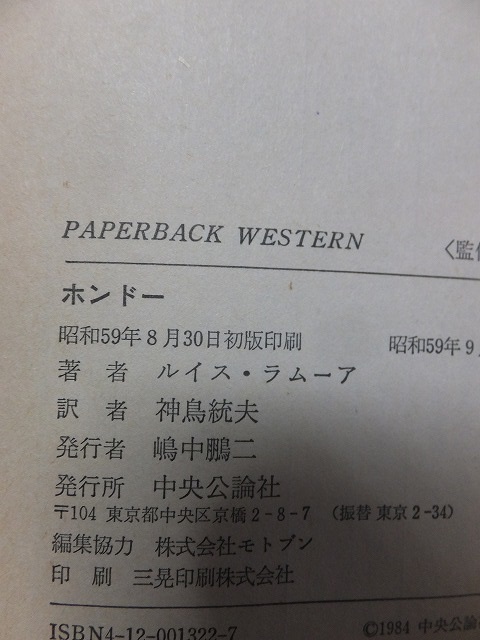 PAPERBACK WESTERN 〈監修
ホンドー
昭和59年8月30日初版印刷 昭和59年9
著者 ルイス・ラムーア
訳者 神鳥統夫
発行者 嶋中鵬二
発行所 中央公論社
〒104 東京都中央区京橋2-8-7 (振替 東京2-34)
編集協力 株式会社モトブン
印刷 三晃印刷株式会社
ISBN4-12-001322-7 ©1984 中央公論